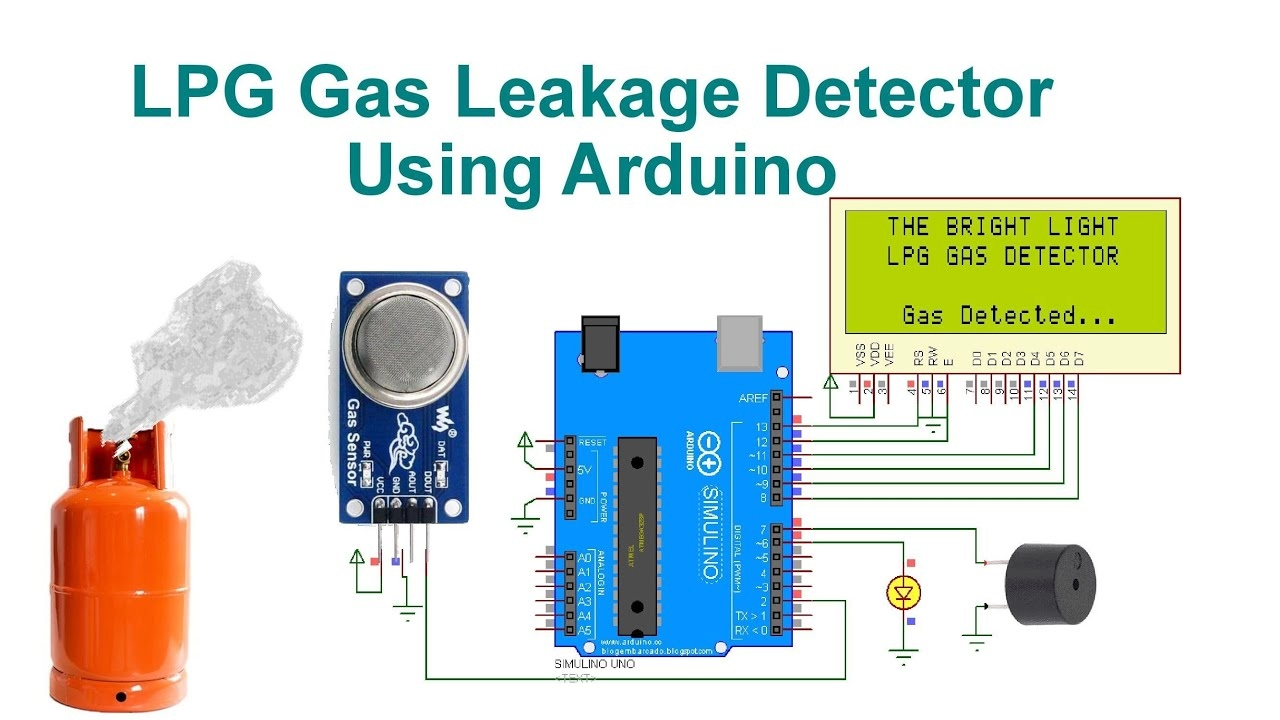 LPG Gas Leakage Detector
Using Arduino
THE BRIGHT LIGHT
LPG GAS DETECTOR
Gas Detected...
VSS
VDD
VEE
RS
RW
E
D0
D1
D2
D3
D4
D5
D6
D7
1
2
3
4
5
6
7
8
9
10
11
12
13
14
Gas Sensor
PWR
DAT
VCC
GND
AOUT
DOUT
RESET
5V
GND
POWER
A0
A1
A2
A3
A4
A5
ANALOG IN
ATMEL
ATMEGA328P
ARDUINO
SIMULINO
AREF
13
12
~11
~10
~9
8
7
~6
~5
4
~3
2
TX > 1
RX < 0
DIGITAL (PWM~)
www.arduino.cc
blogembarcado.blogspot.com
SIMULINO UNO
<TEXT>